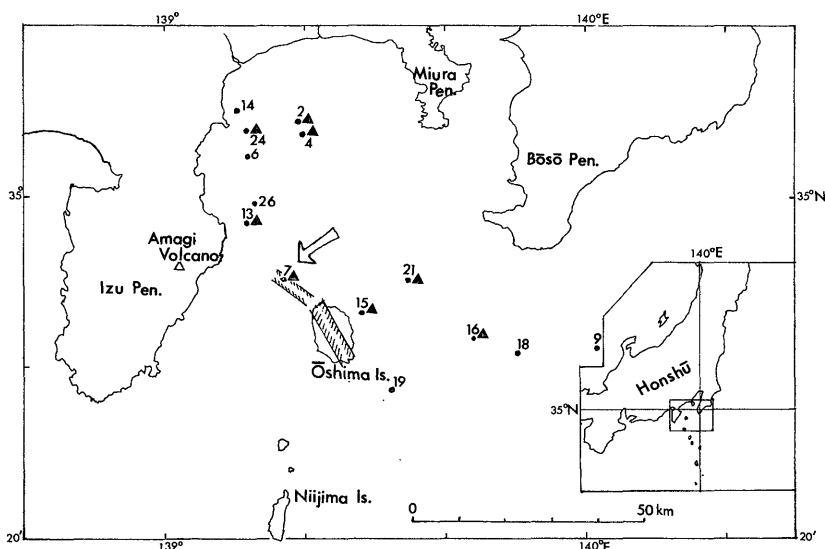 139°
140°E
Miura
Pen.
14
2
4
24
6
Bōsō Pen.
35°
35°N
26
13
Amagi
Volcano
140°E
7
21
Izu Pen.
15
16
18
9
Ōshima Is.
19
Honshū
35°N
Niijima Is.
0
50 km
20'
139°
140°E
20'